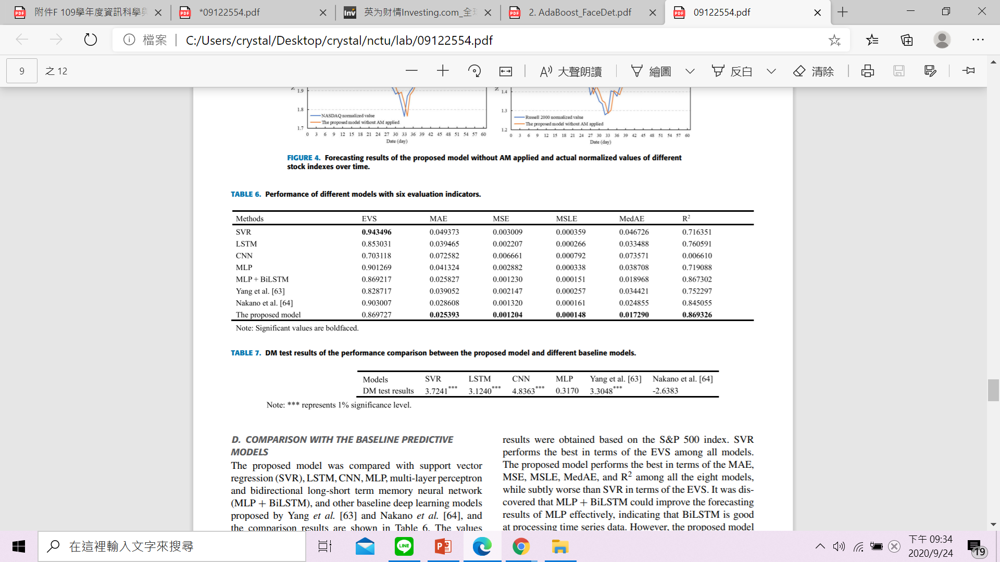 附件F 109學年度資訊科學與
*09122554.pdf
英为财情Investing.com_全球
2. AdaBoost_FaceDet.pdf
09122554.pdf
檔案 C:/Users/crystal/Desktop/crystal/nctu/lab/09122554.pdf
9 之 12 大聲朗讀 繪圖 反白 清除
1.9
1.8
1.7
NASDAQ normalized value
The proposed model without AM applied
0 3 6 9 12 15 18 21 24 27 30 33 36 39 42 45 48 51 54 57 60
Date (day)
1.4
1.3
1.2
Russell 2000 normalized value
The proposed model without AM applied
0 3 6 9 12 15 18 21 24 27 30 33 36 39 42 45 48 51 54 57 60
Date (day)
FIGURE 4. Forecasting results of the proposed model without AM applied and actual normalized values of different
stock indexes over time.
TABLE 6. Performance of different models with six evaluation indicators.
Methods EVS MAE MSE MSLE MedAE R²
SVR 0.943496 0.049373 0.003009 0.000359 0.046726 0.716351
LSTM 0.853031 0.039465 0.002207 0.000266 0.033488 0.760591
CNN 0.703118 0.072582 0.006661 0.000792 0.073571 0.006610
MLP 0.901269 0.041324 0.002882 0.000338 0.038708 0.719088
MLP + BiLSTM 0.869217 0.025827 0.001230 0.000151 0.018968 0.867302
Yang et al. [63] 0.828717 0.039052 0.002147 0.000257 0.034421 0.752297
Nakano et al. [64] 0.903007 0.028608 0.001320 0.000161 0.024855 0.845055
The proposed model 0.869727 0.025393 0.001204 0.000148 0.017290 0.869326
Note: Significant values are boldfaced.
TABLE 7. DM test results of the performance comparison between the proposed model and different baseline models.
Models SVR LSTM CNN MLP Yang et al. [63] Nakano et al. [64]
DM test results 3.7241*** 3.1240*** 4.8363*** 0.3170 3.3048*** -2.6383
Note: *** represents 1% significance level.
D. COMPARISON WITH THE BASELINE PREDICTIVE
MODELS
The proposed model was compared with support vector
regression (SVR), LSTM, CNN, MLP, multi-layer perceptron
and bidirectional long-short term memory neural network
(MLP + BiLSTM), and other baseline deep learning models
proposed by Yang et al. [63] and Nakano et al. [64], and
the comparison results are shown in Table 6. The values
results were obtained based on the S&P 500 index. SVR
performs the best in terms of the EVS among all models.
The proposed model performs the best in terms of the MAE,
MSE, MSLE, MedAE, and R² among all the eight models,
while subtly worse than SVR in terms of the EVS. It was dis-
covered that MLP + BiLSTM could improve the forecasting
results of MLP effectively, indicating that BiLSTM is good
at processing time series data. However, the proposed model
在這裡輸入文字來搜尋
LINE
下午 09:34
2020/9/24
19